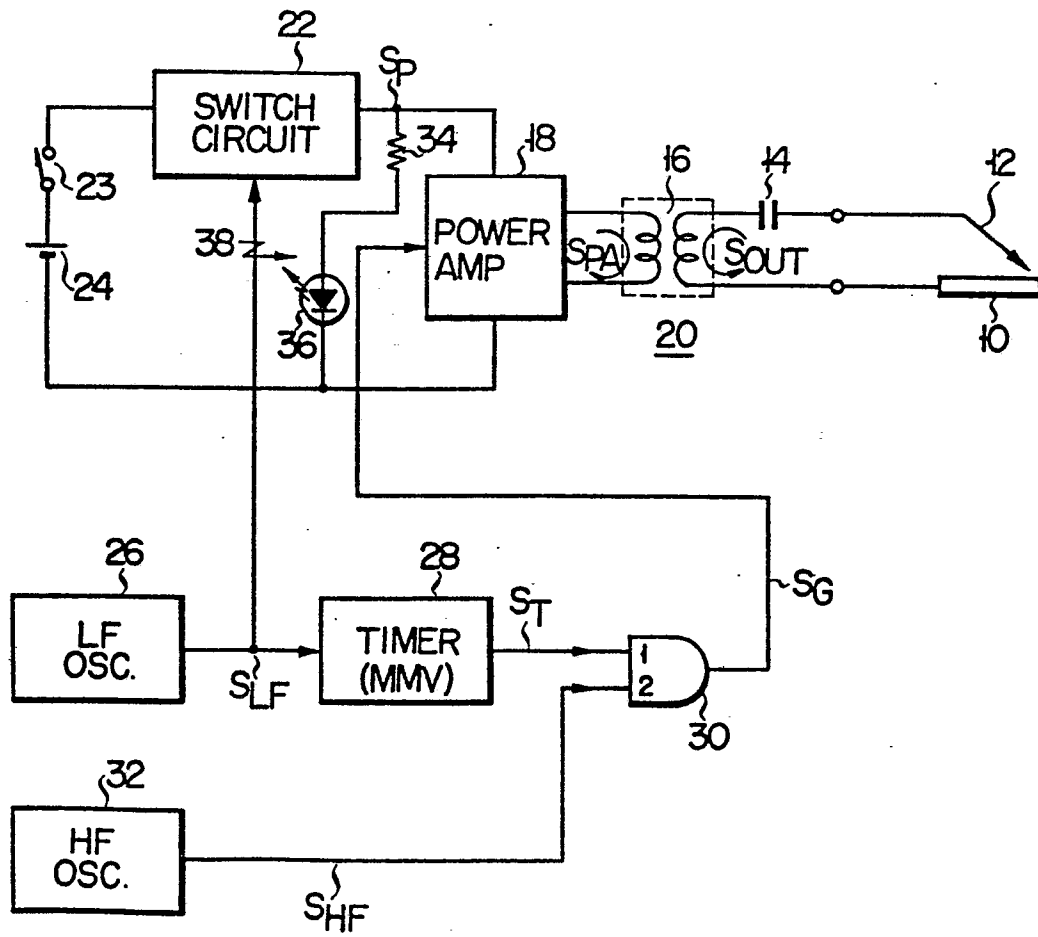 22
SWITCH
CIRCUIT
SP
34
18
16
14
12
23
24
38
36
POWER
AMP
SPA
SOUT
20
10
26
28
LF
OSC.
SLF
TIMER
(MMV)
ST
1
2
30
SG
32
HF
OSC.
SHF